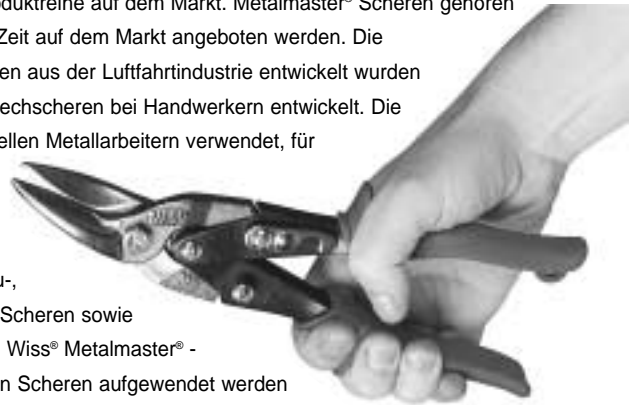 oduktreihe auf dem Markt. Metalmaster® Scheren gehören
Zeit auf dem Markt angeboten werden. Die
en aus der Luftfahrtindustrie entwickelt wurden
echscheren bei Handwerkern entwickelt. Die
ellen Metallarbeitern verwendet, für
u-,
Scheren sowie
Wiss® Metalmaster® -
n Scheren aufgewendet werden